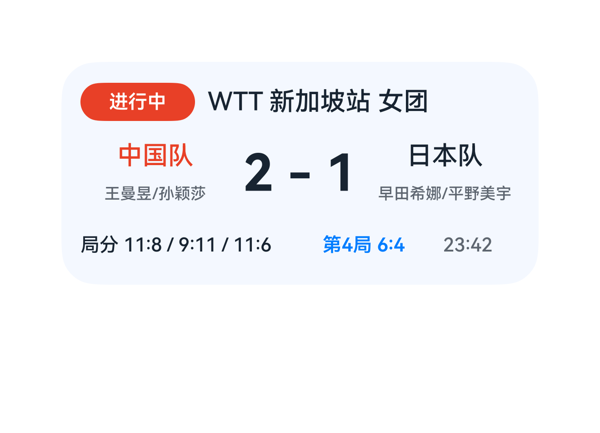 进行中 WTT 新加坡站 女团
中国队 2 - 1 日本队
王曼昱/孙颖莎 早田希娜/平野美宇
局分 11:8 / 9:11 / 11:6 第4局 6:4 23:42